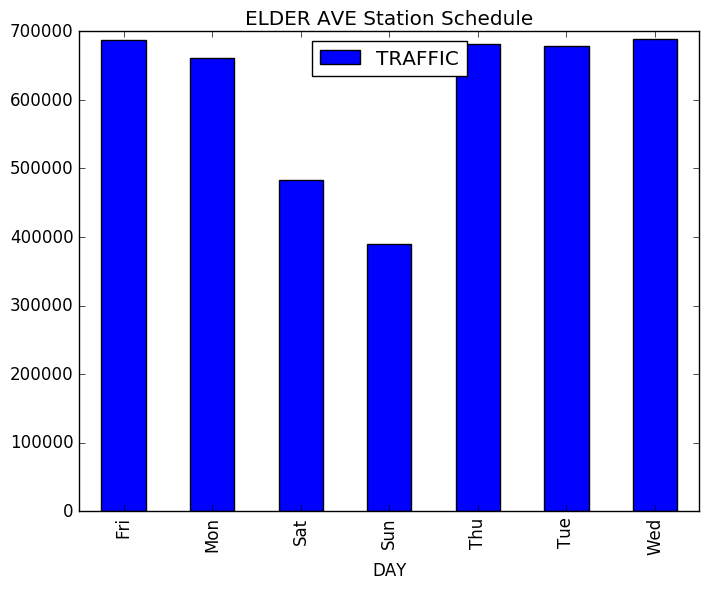 ELDER AVE Station Schedule
TRAFFIC
700000
600000
500000
400000
300000
200000
100000
0
Fri
Mon
Sat
Sun
Thu
Tue
Wed
DAY